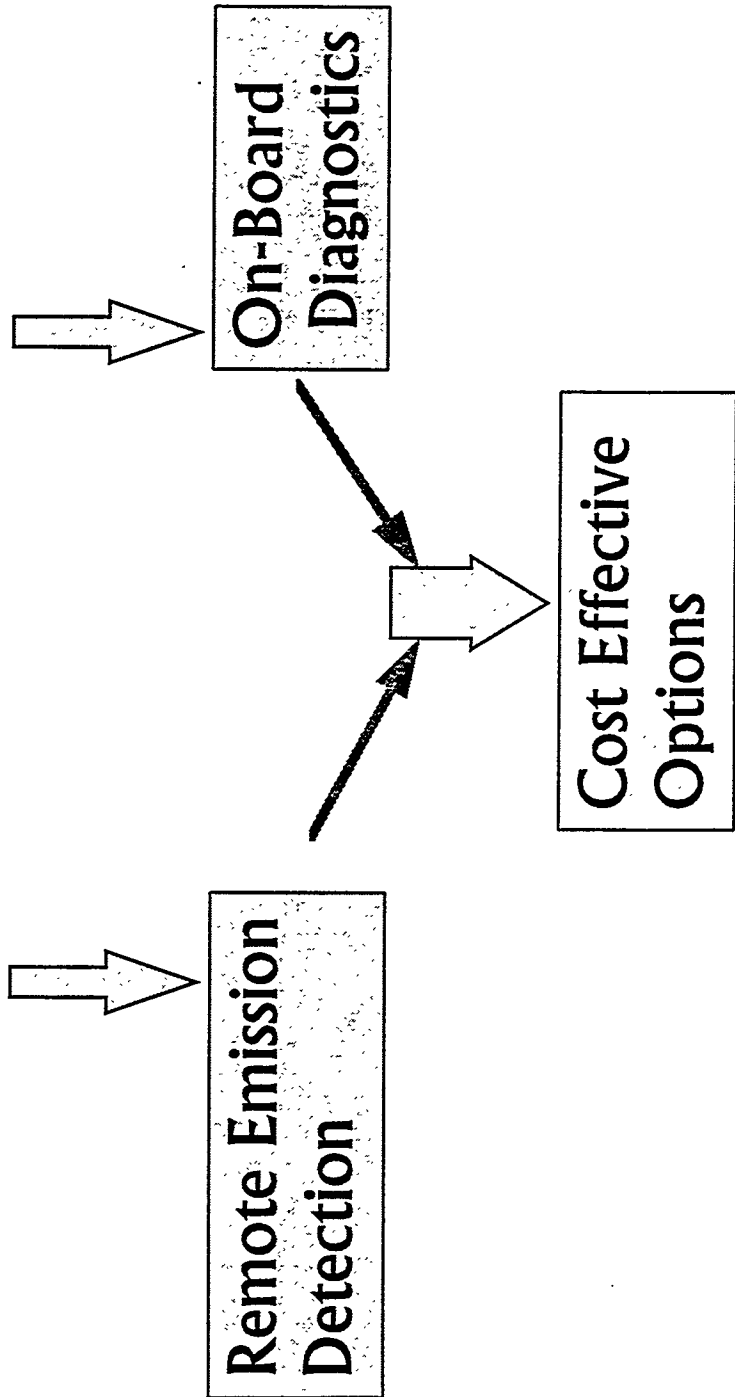 Remote Emission
Detection
On-Board
Diagnostics
Cost Effective
Options